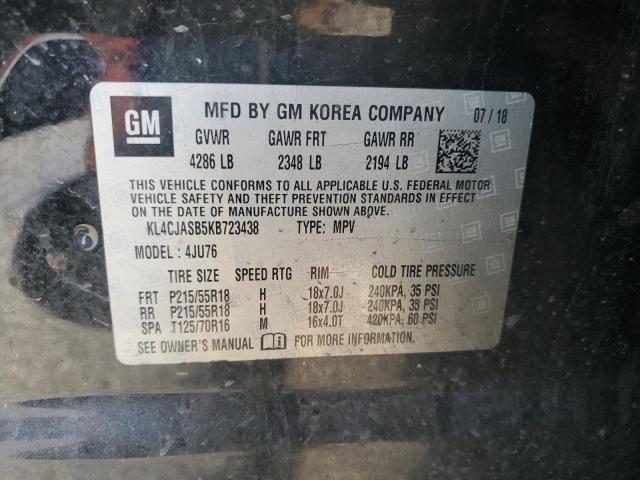 GM MFD BY GM KOREA COMPANY 07/18
GVWR GAWR FRT GAWR RR
4286 LB 2348 LB 2194 LB
THIS VEHICLE CONFORMS TO ALL APPLICABLE U.S. FEDERAL MOTOR
VEHICLE SAFETY AND THEFT PREVENTION STANDARDS IN EFFECT
ON THE DATE OF MANUFACTURE SHOWN ABOVE.
KL4CJASB5KB723438 TYPE: MPV
MODEL: 4JU76
TIRE SIZE SPEED RTG RIM COLD TIRE PRESSURE
FRT P215/55R18 H 18x7.0J 240KPA, 35 PSI
RR P215/55R18 H 18x7.0J 240KPA, 35 PSI
SPA T125/70R16 M 16x4.0T 420KPA, 60 PSI
SEE OWNER'S MANUAL FOR MORE INFORMATION.